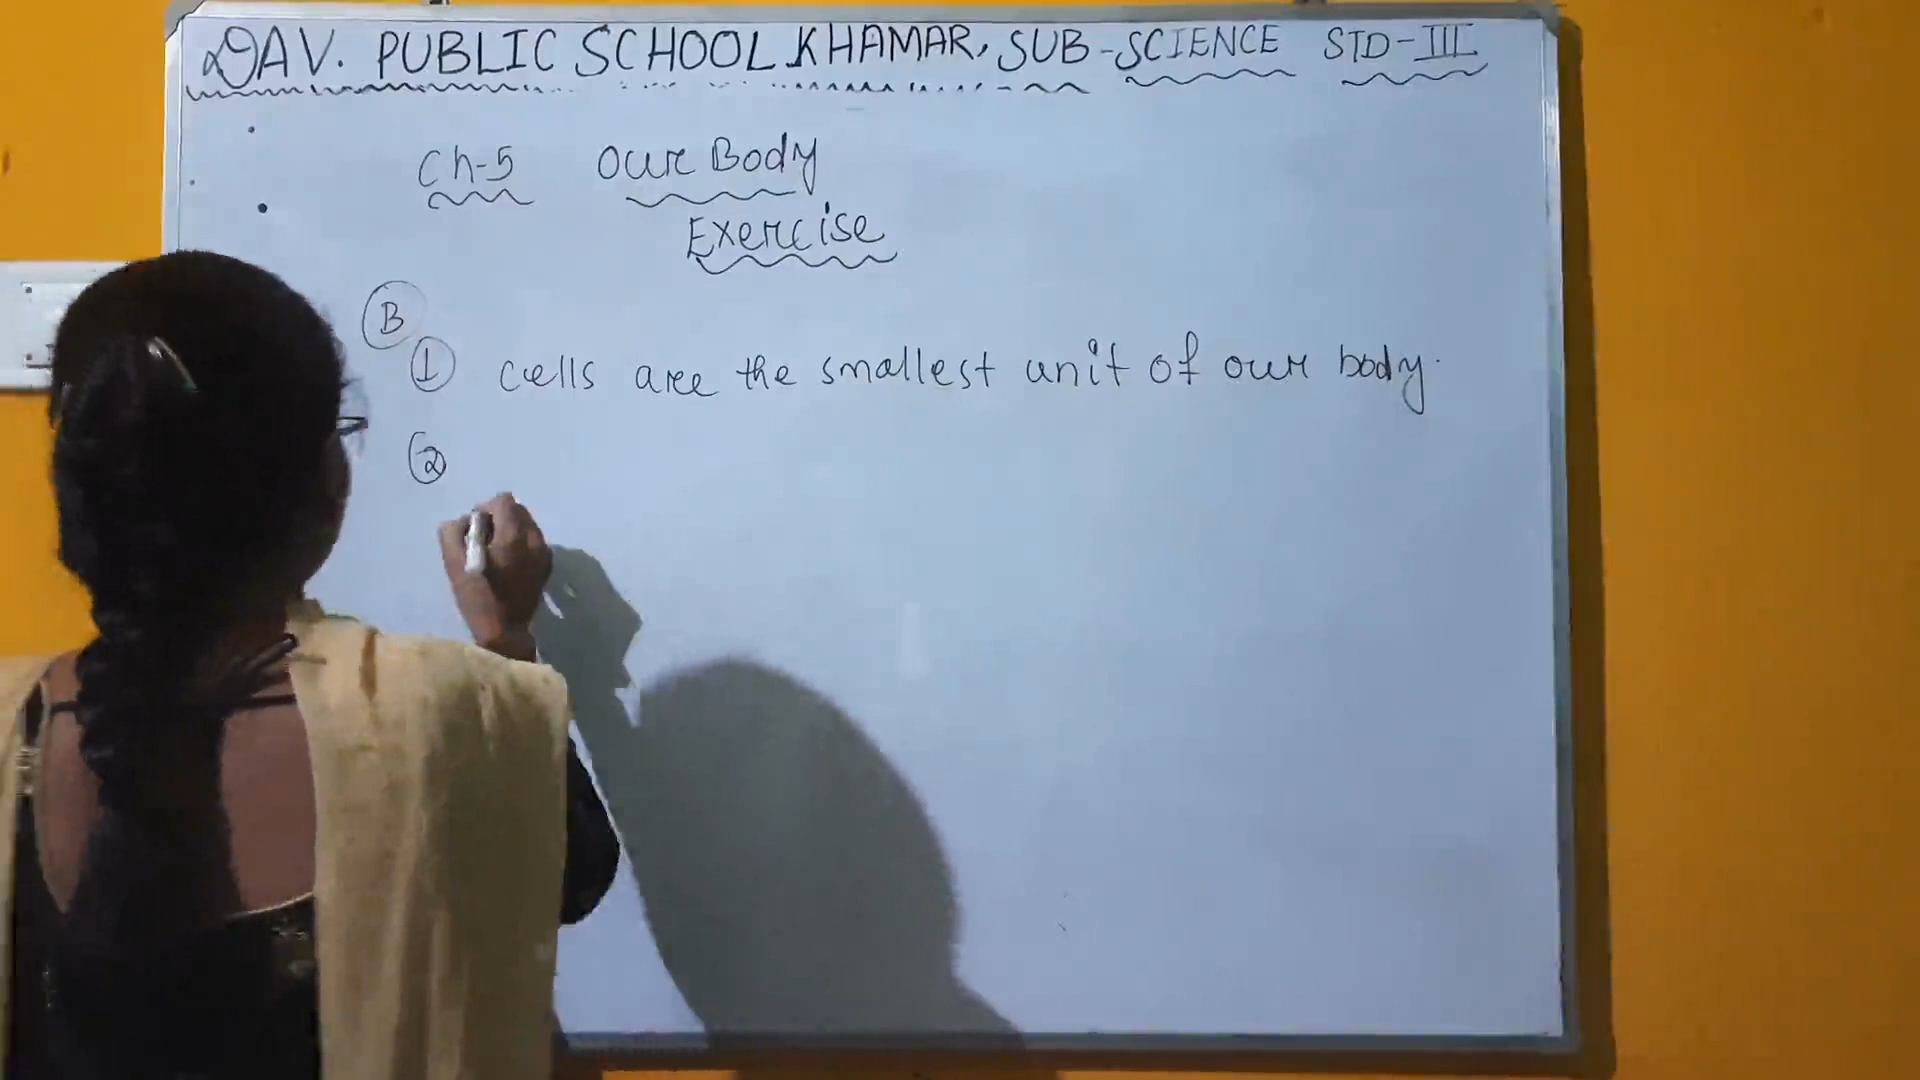 DAV. PUBLIC SCHOOL KHAMAR, SUB-SCIENCE STD-III
Ch-5 Our Body
Exercise
B
1 cells are the smallest unit of our body.
2